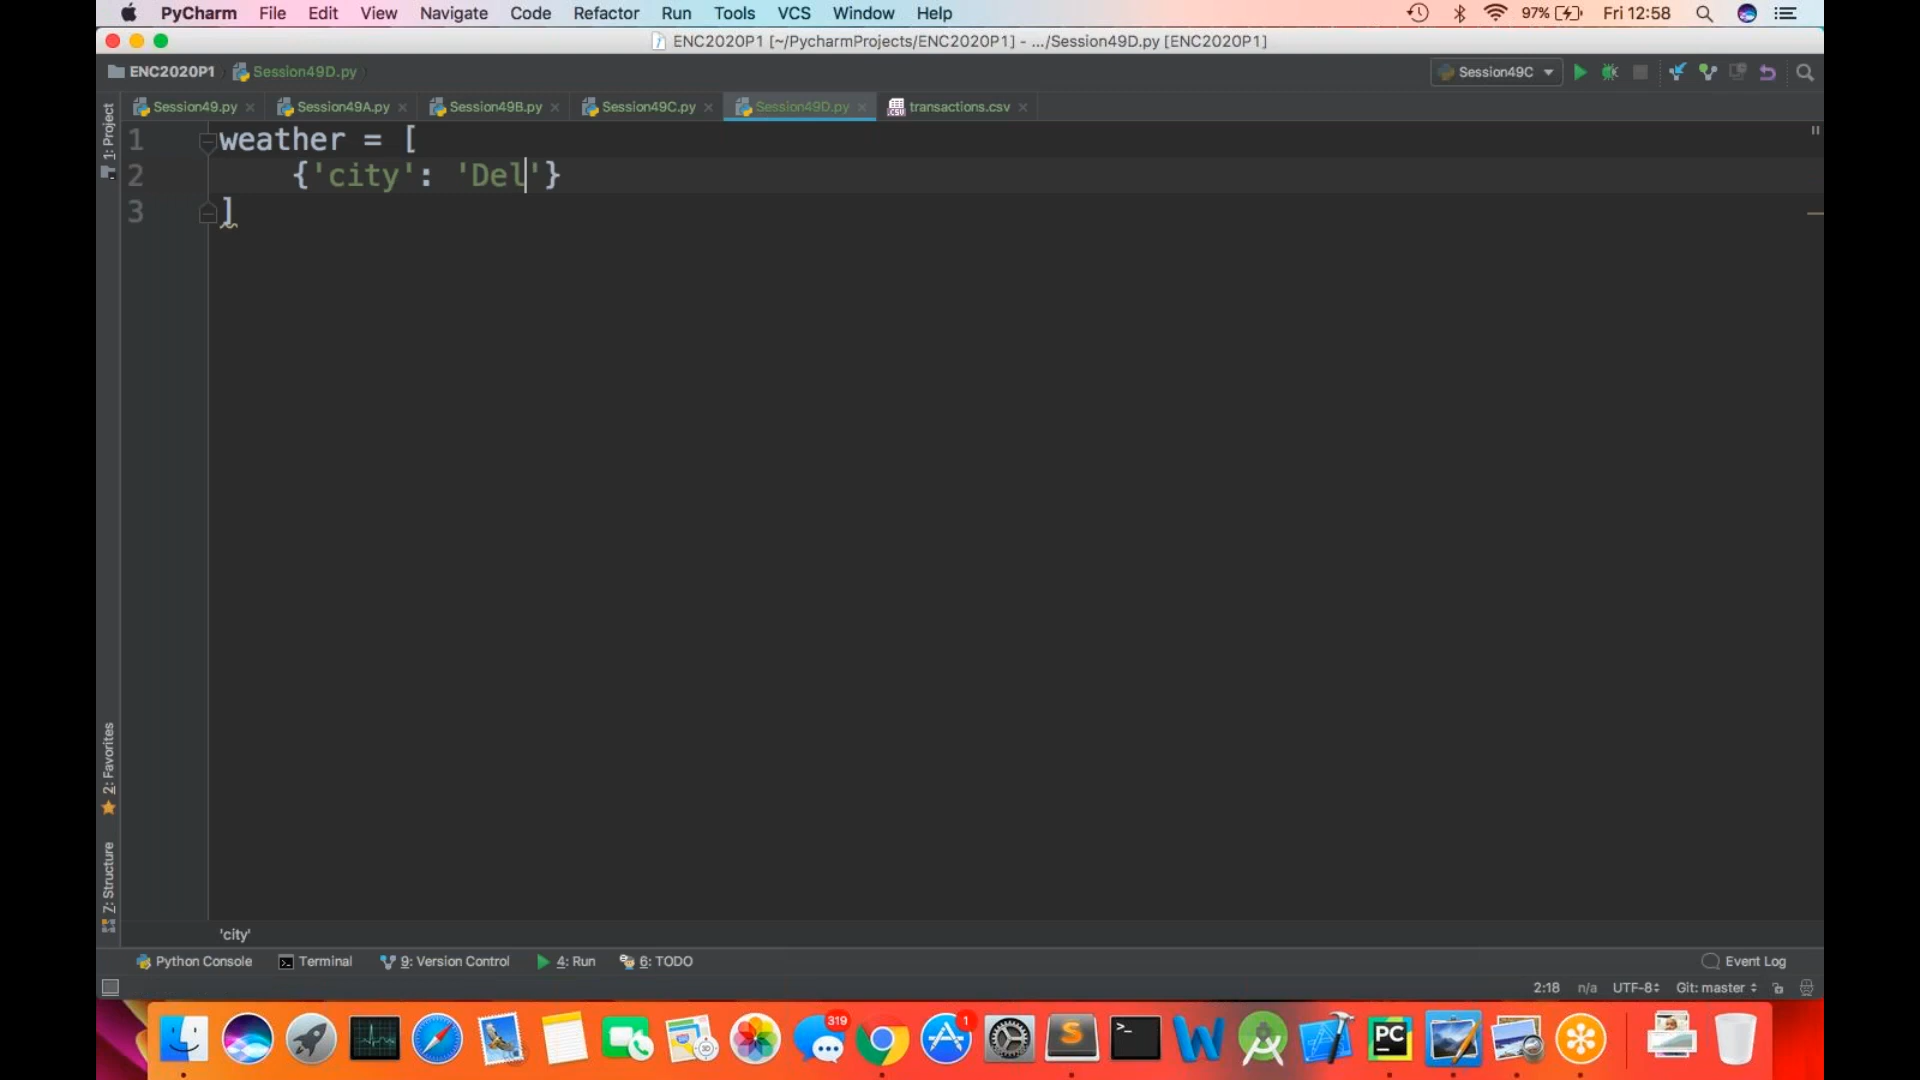 PyCharm File Edit View Navigate Code Refactor Run Tools VCS Window Help 97% Fri 12:58
ENC2020P1 [~/PycharmProjects/ENC2020P1] - .../Session49D.py [ENC2020P1]
ENC2020P1 Session49D.py Session49C
Session49.py Session49A.py Session49B.py Session49C.py Session49D.py transactions.csv
1: Project
1 weather = [
2 {'city': 'Del'}
3 ]
2: Favorites
Z: Structure
'city'
Python Console Terminal 9: Version Control 4: Run 6: TODO Event Log
2:18 n/a UTF-8 Git: master
319 1
S W PC